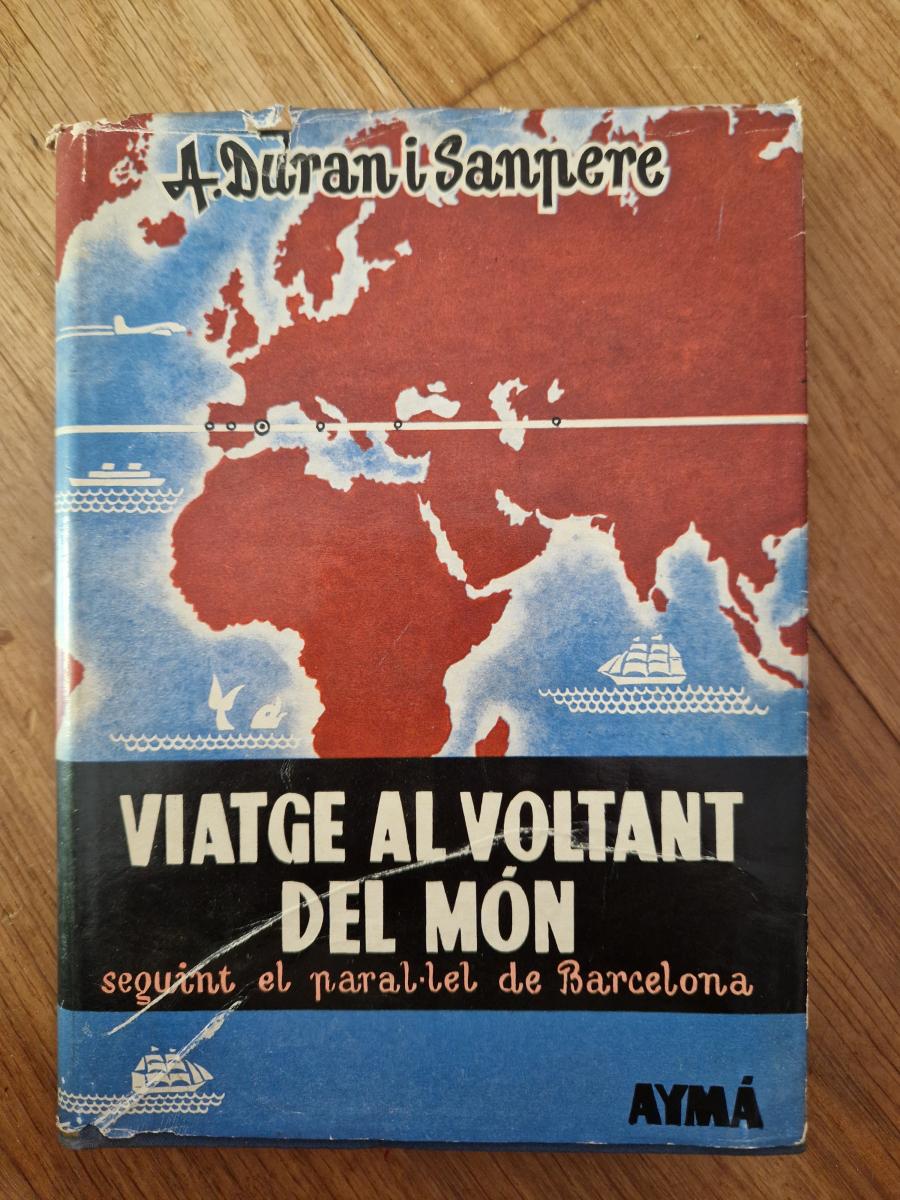 A. Duran i Sanpere
VIATGE AL VOLTANT
DEL MÓN
seguint el paral·lel de Barcelona
AYMÁ